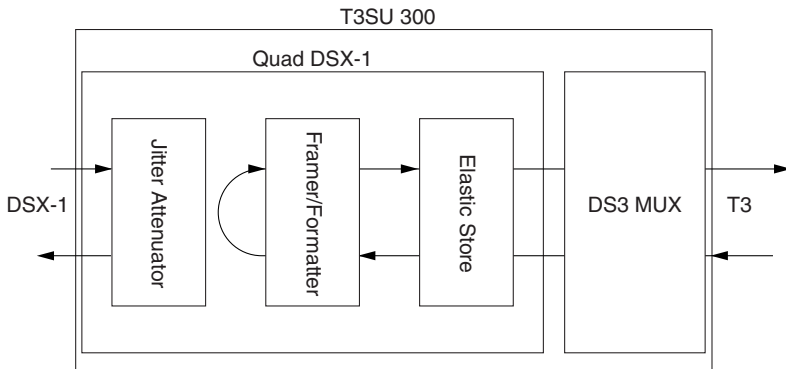 T3SU 300
Quad DSX-1
Jitter Attenuator
Framer/Formatter
Elastic Store
DSX-1
DS3 MUX
T3